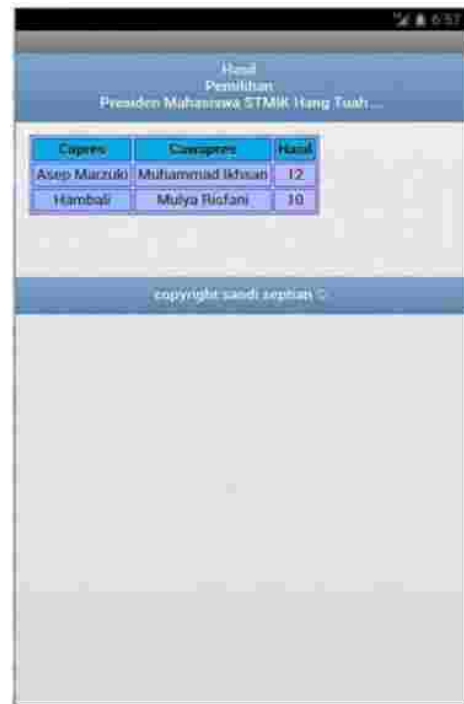 6:57
Hasil
Pemilihan
Presiden Mahasiswa STMIK Hang Tuah ...
Capres Cawapres Hasil
Asep Marzuki Muhammad Ikhsan 12
Hambali Mulya 10
copyright sandi septian ©